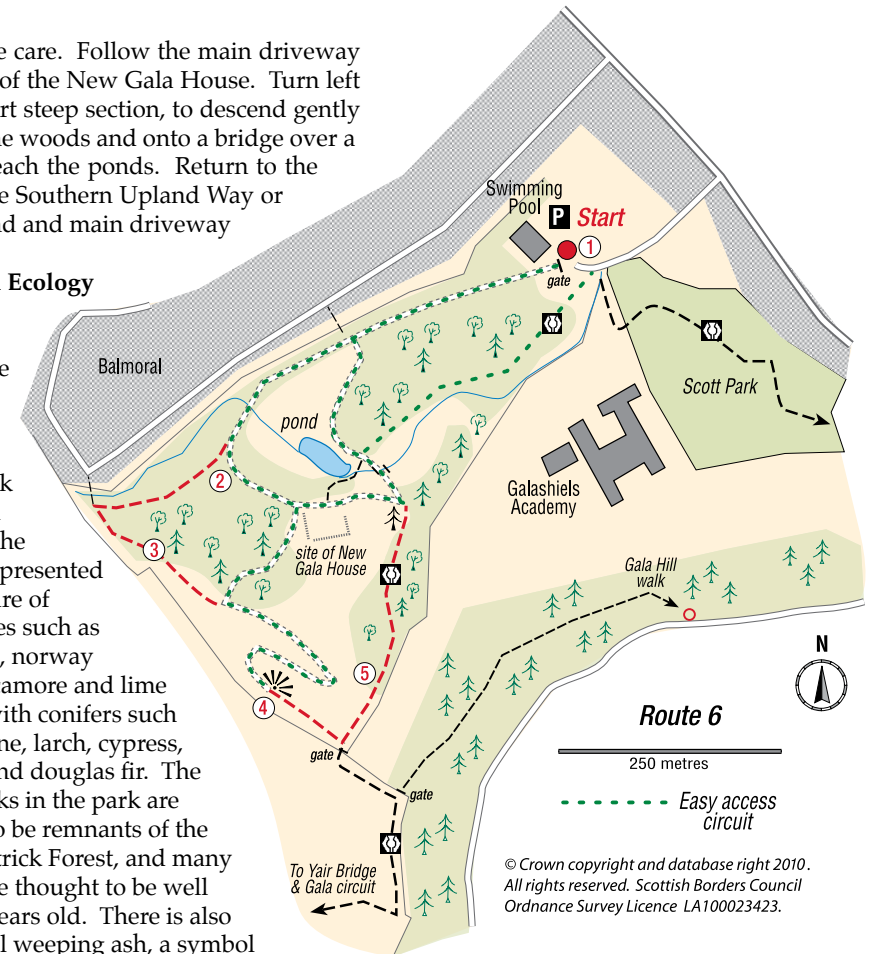 e care. Follow the main driveway
of the New Gala House. Turn left
rt steep section, to descend gently
ne woods and onto a bridge over a
each the ponds. Return to the
e Southern Upland Way or
nd and main driveway
Ecology
e
k
he
presented
re of
es such as
, norway
camore and lime
with conifers such
ne, larch, cypress,
nd douglas fir. The
ks in the park are
o be remnants of the
trick Forest, and many
e thought to be well
ears old. There is also
l weeping ash, a symbol
Swimming
Pool
P Start
1
gate
Balmoral
Scott Park
pond
2
Galashiels
Academy
3
site of New
Gala House
Gala Hill
walk
5
4
N
Route 6
gate
250 metres
gate
Easy access
circuit
To Yair Bridge
& Gala circuit
© Crown copyright and database right 2010.
All rights reserved. Scottish Borders Council
Ordnance Survey Licence LA100023423.